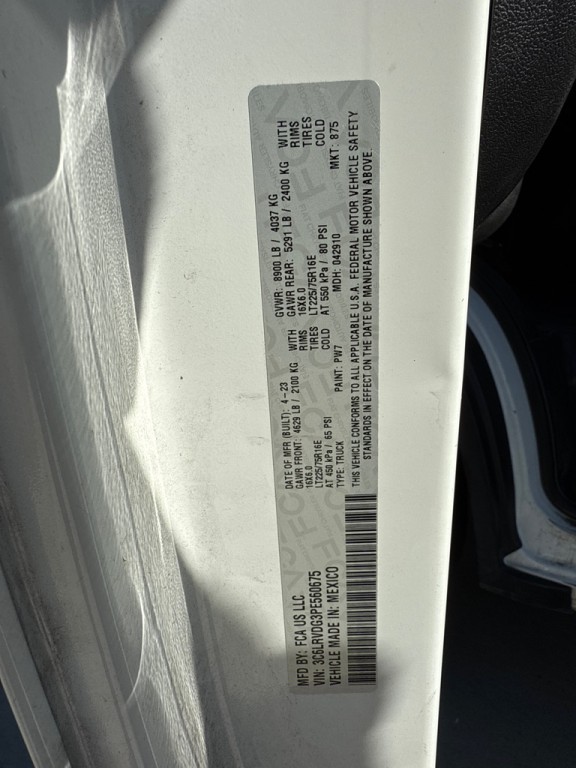 MFD BY: FCA US LLC
VIN: 3C6LRVDG3PE560675
VEHICLE MADE IN: MEXICO
DATE OF MFR (BUILT): 4-23 GVWR: 8900 LB / 4037 KG
GAWR FRONT: 4629 LB / 2100 KG WITH GAWR REAR: 5291 LB / 2400 KG WITH
16X6.0 RIMS 16X6.0 RIMS
LT225/75R16E TIRES LT225/75R16E TIRES
AT 450 kPa / 65 PSI COLD AT 550 kPa / 80 PSI COLD
TYPE: TRUCK PAINT: PW7 MDH: 042910 MKT: 875
THIS VEHICLE CONFORMS TO ALL APPLICABLE U.S.A. FEDERAL MOTOR VEHICLE SAFETY
STANDARDS IN EFFECT ON THE DATE OF MANUFACTURE SHOWN ABOVE.